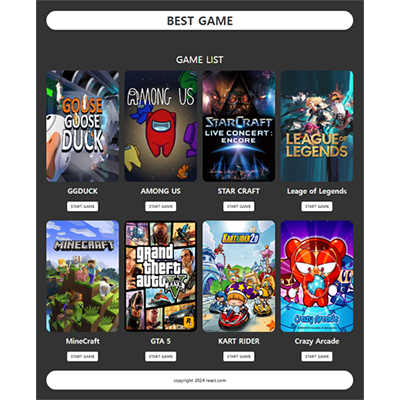 BEST GAME
GAME LIST
GOOSE
GOOSE
DUCK
AMONG US
STARCRAFT
LIVE CONCERT :
ENCORE
LEAGUE OF
LEGENDS
GGDUCK
AMONG US
STAR CRAFT
Leage of Legends
START GAME
START GAME
START GAME
START GAME
MINECRAFT
grand
theft
auto
V
FIVE
R
KartRider2D
Crazy Arcade
MineCraft
GTA 5
KART RIDER
Crazy Arcade
START GAME
START GAME
START GAME
START GAME
copyright 2024 react.com